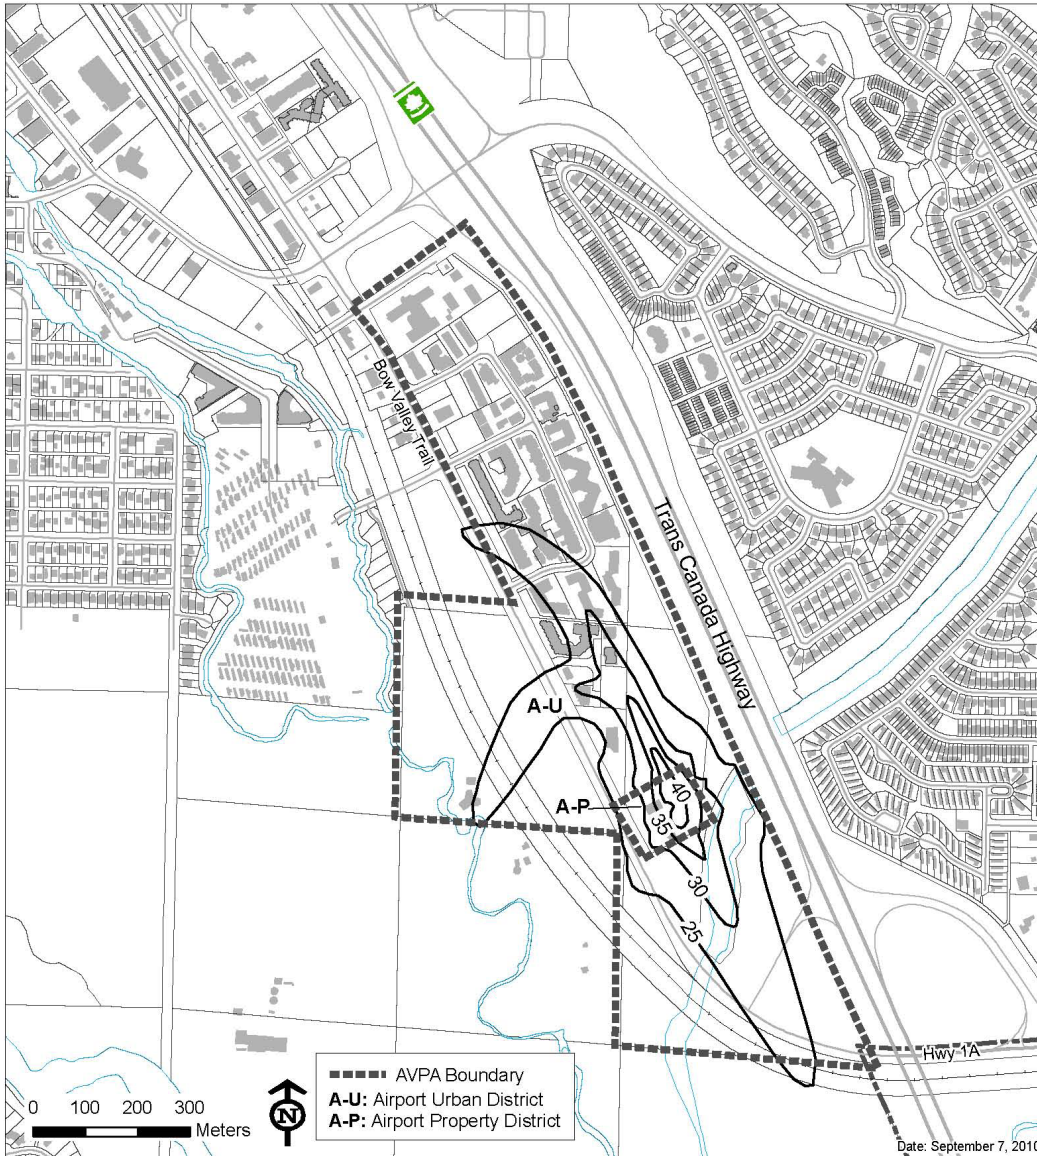 Bow Valley Trail
Trans Canada Highway
A-U
A-P
40
35
30
25
Hwy 1A
AVPA Boundary
A-U: Airport Urban District
A-P: Airport Property District
N
0 100 200 300
Meters
Date: September 7, 2010